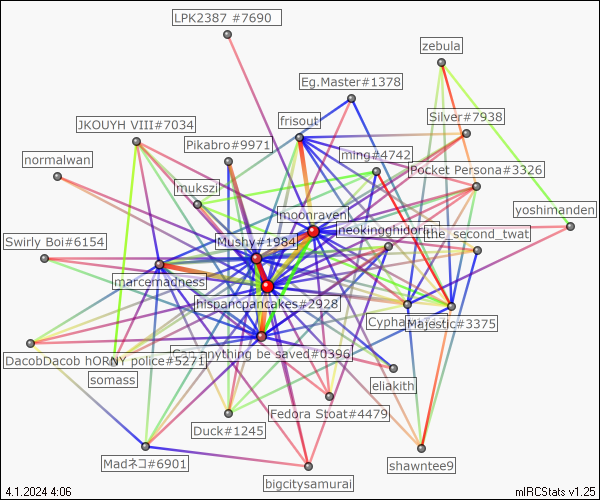 LPK2387 #7690
zebula
Eg.Master#1378
Silver#7938
frisout
JKOUYH VIII#7034
Pikabro#9971
ming#4742
normalwan
Pocket Persona#3326
mukszi
moonraven
yoshimanden
neokingghidor
the_second_twat
Swirly Boi#6154
Mushy#1984
marcemadness
hispancpancakes#2928
Cypha
Majestic#3375
DacobDacob hORNY police#5271
anything be saved#0396
somass
eliakith
Fedora Stoat#4479
Duck#1245
Madネコ#6901
shawntee9
bigcitysamurai
4.1.2024 4:06
mIRCStats v1.25